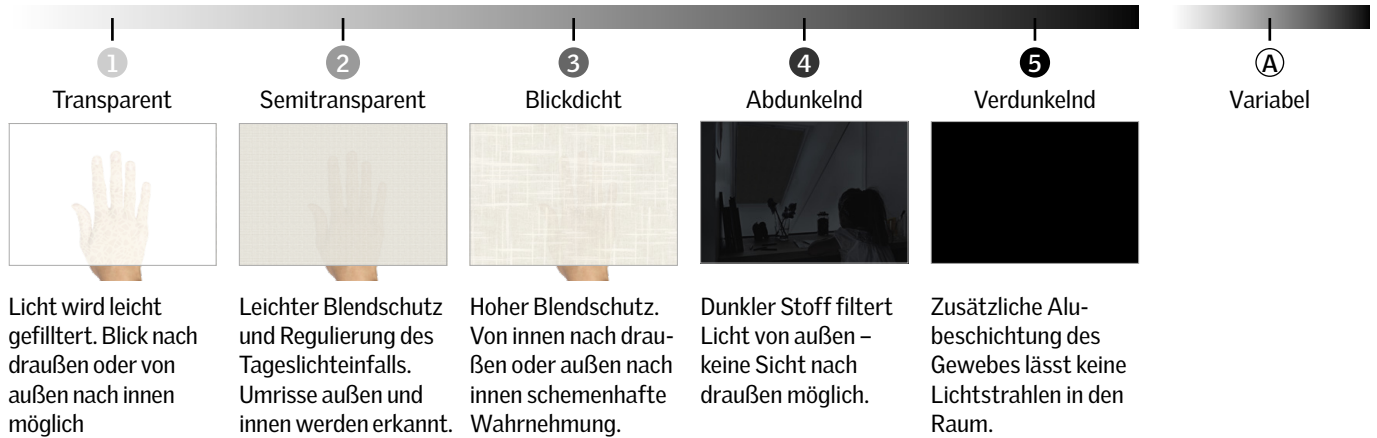 1
Transparent
Licht wird leicht
gefilltert. Blick nach
draußen oder von
außen nach innen
möglich
2
Semitransparent
Leichter Blendschutz
und Regulierung des
Tageslichteinfalls.
Umrisse außen und
innen werden erkannt.
3
Blickdicht
Hoher Blendschutz.
Von innen nach drau-
ßen oder außen nach
innen schemenhafte
Wahrnehmung.
4
Abdunkelnd
Dunkler Stoff filtert
Licht von außen –
keine Sicht nach
draußen möglich.
5
Verdunkelnd
Zusätzliche Alu-
beschichtung des
Gewebes lässt keine
Lichtstrahlen in den
Raum.
A
Variabel